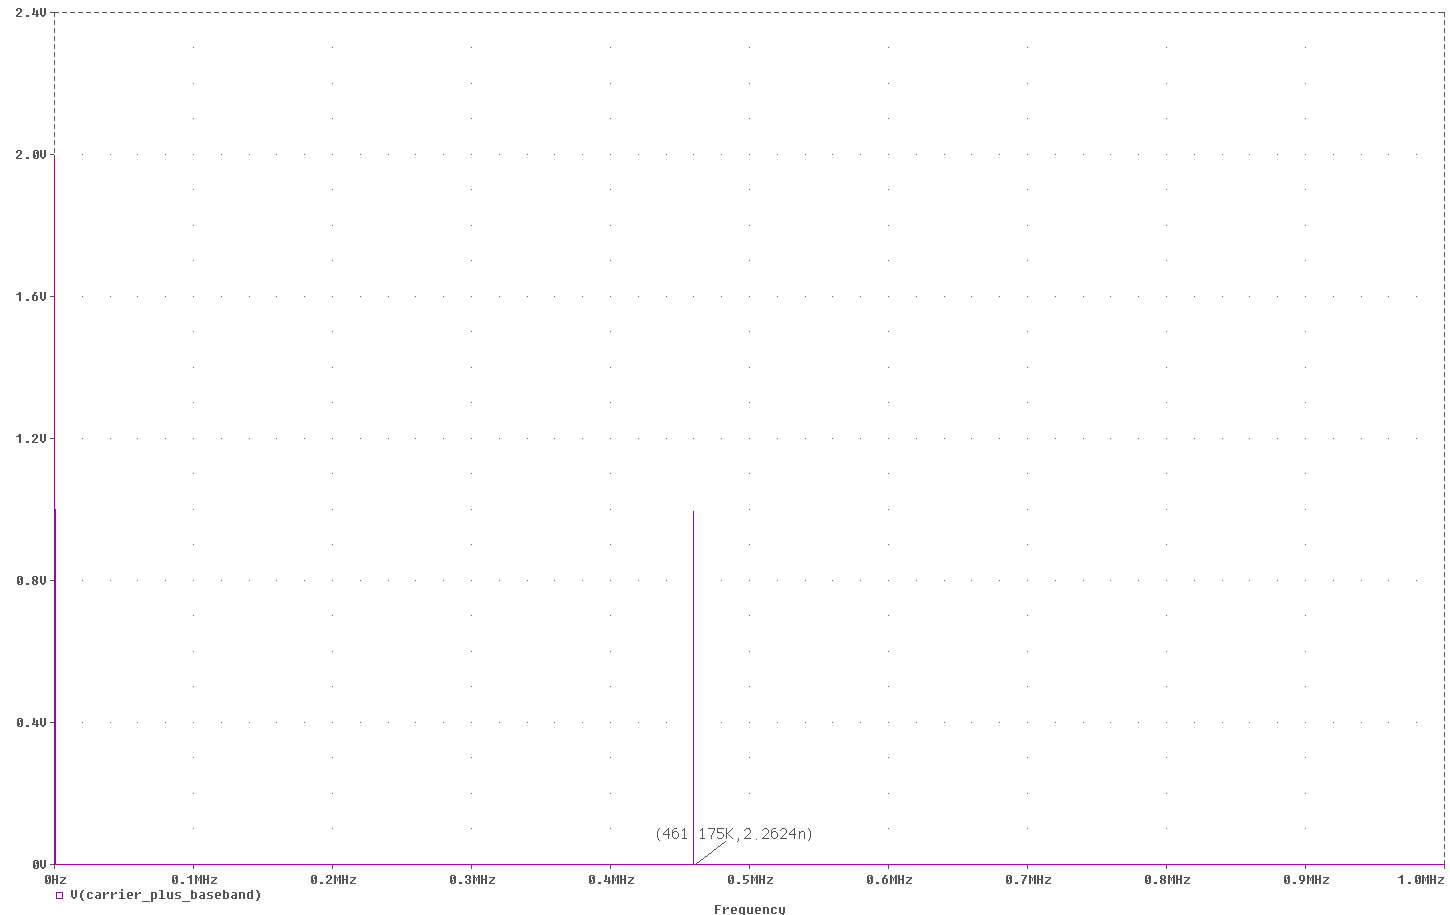 2.4V
2.0V
1.6V
1.2V
0.8V
0.4V
0V
(461.175K,2.2624n)
0Hz 0.1MHz 0.2MHz 0.3MHz 0.4MHz 0.5MHz 0.6MHz 0.7MHz 0.8MHz 0.9MHz 1.0MHz
V(carrier_plus_baseband)
Frequency